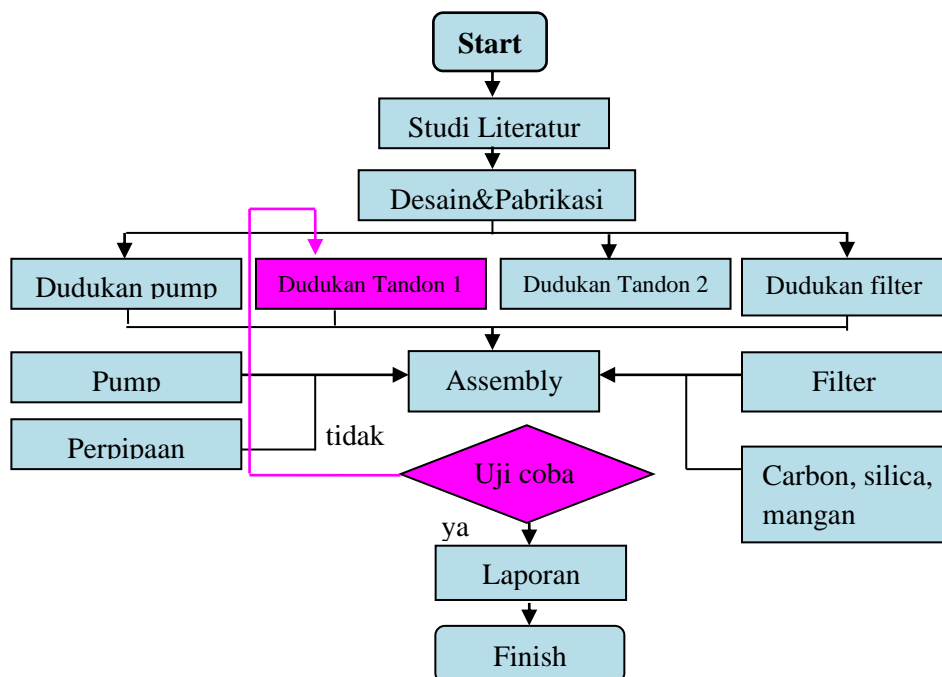 Start
Studi Literatur
Desain&Pabrikasi
Dudukan pump
Dudukan Tandon 1
Dudukan Tandon 2
Dudukan filter
Pump
Assembly
Filter
Perpipaan
tidak
Uji coba
Carbon, silica,
mangan
ya
Laporan
Finish